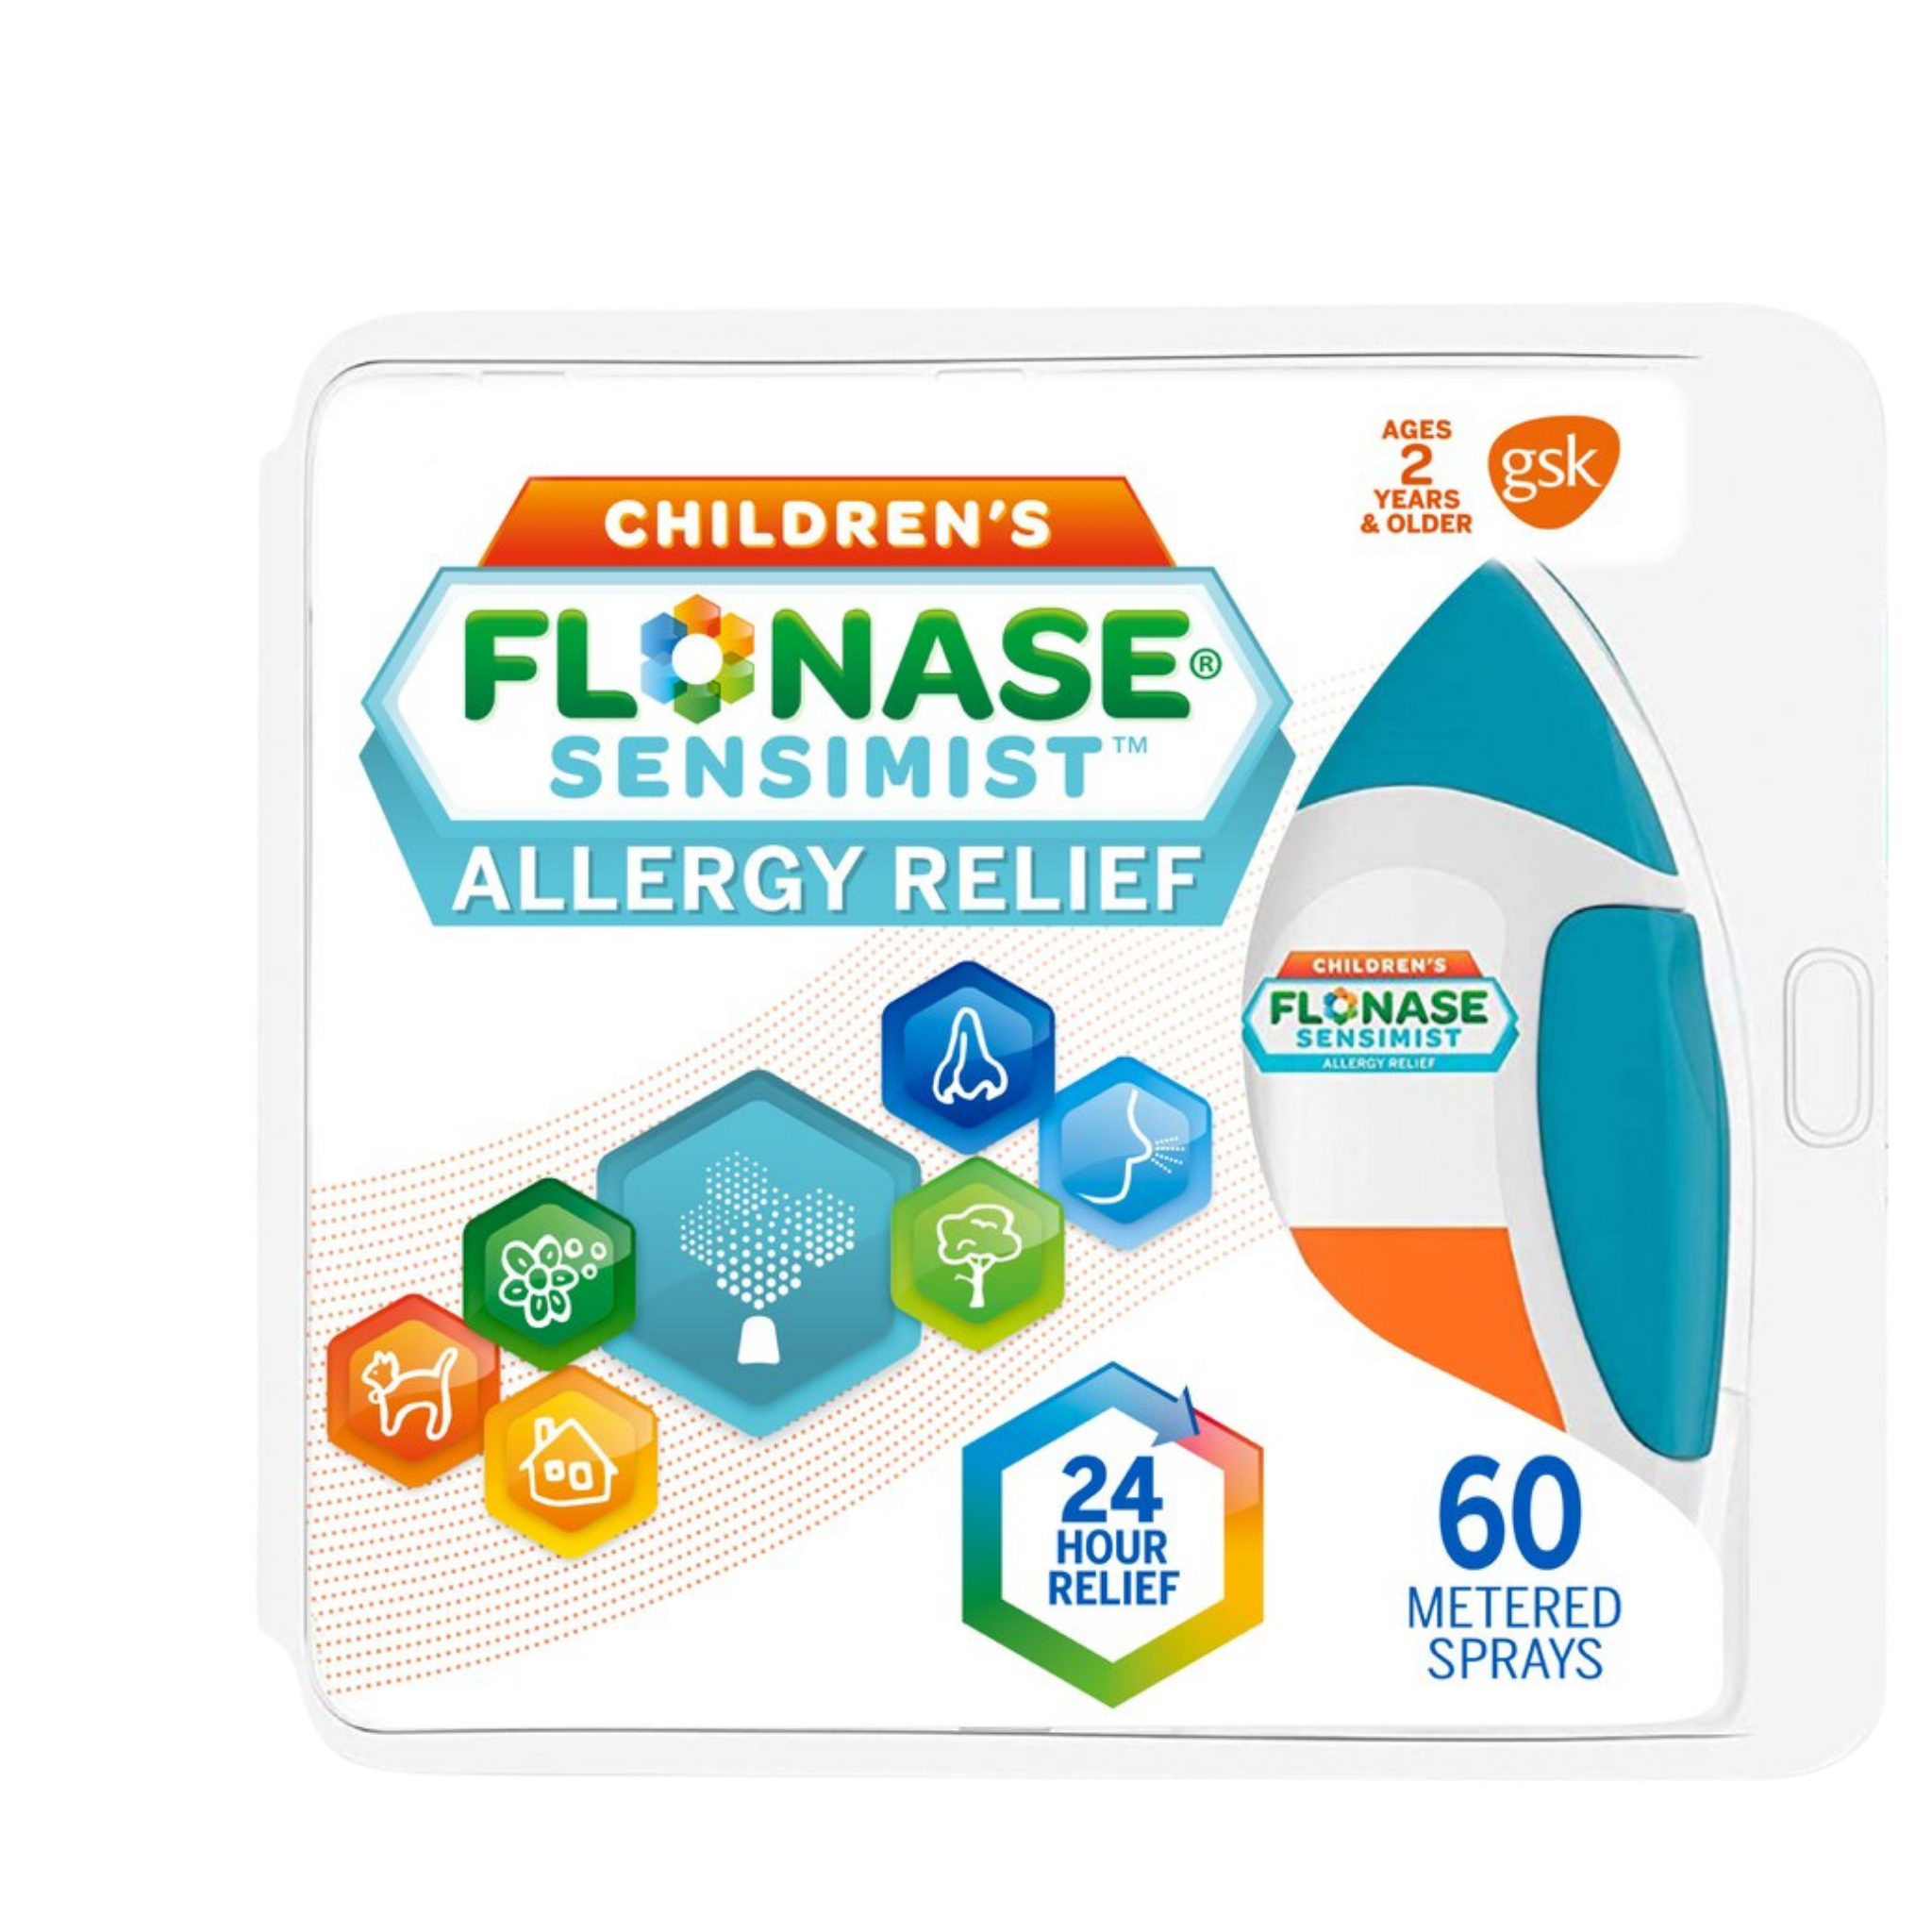 AGES
2
YEARS
& OLDER
gsk
CHILDREN'S
FLONASE®
SENSIMIST™
ALLERGY RELIEF
CHILDREN'S
FLONASE
SENSIMIST
ALLERGY RELIEF
24
HOUR
RELIEF
60
METERED
SPRAYS